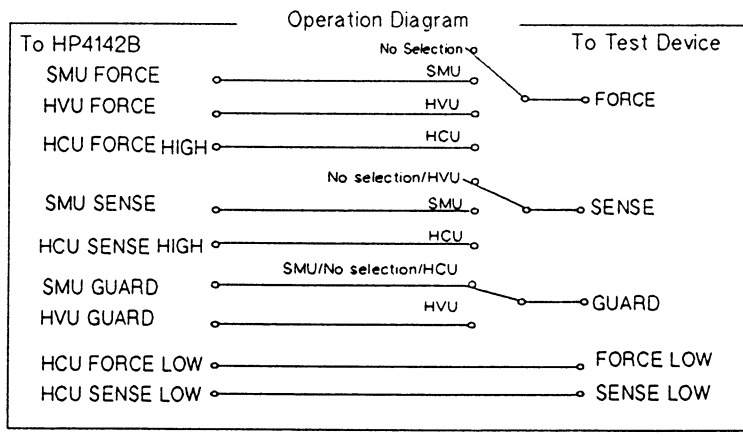 Operation Diagram
To HP4142B
To Test Device
No Selection
SMU FORCE
SMU
FORCE
HVU FORCE
HVU
HCU FORCE HIGH
HCU
No selection/HVU
SMU SENSE
SMU
SENSE
HCU SENSE HIGH
HCU
SMU/No selection/HCU
SMU GUARD
GUARD
HVU GUARD
HVU
HCU FORCE LOW
FORCE LOW
HCU SENSE LOW
SENSE LOW